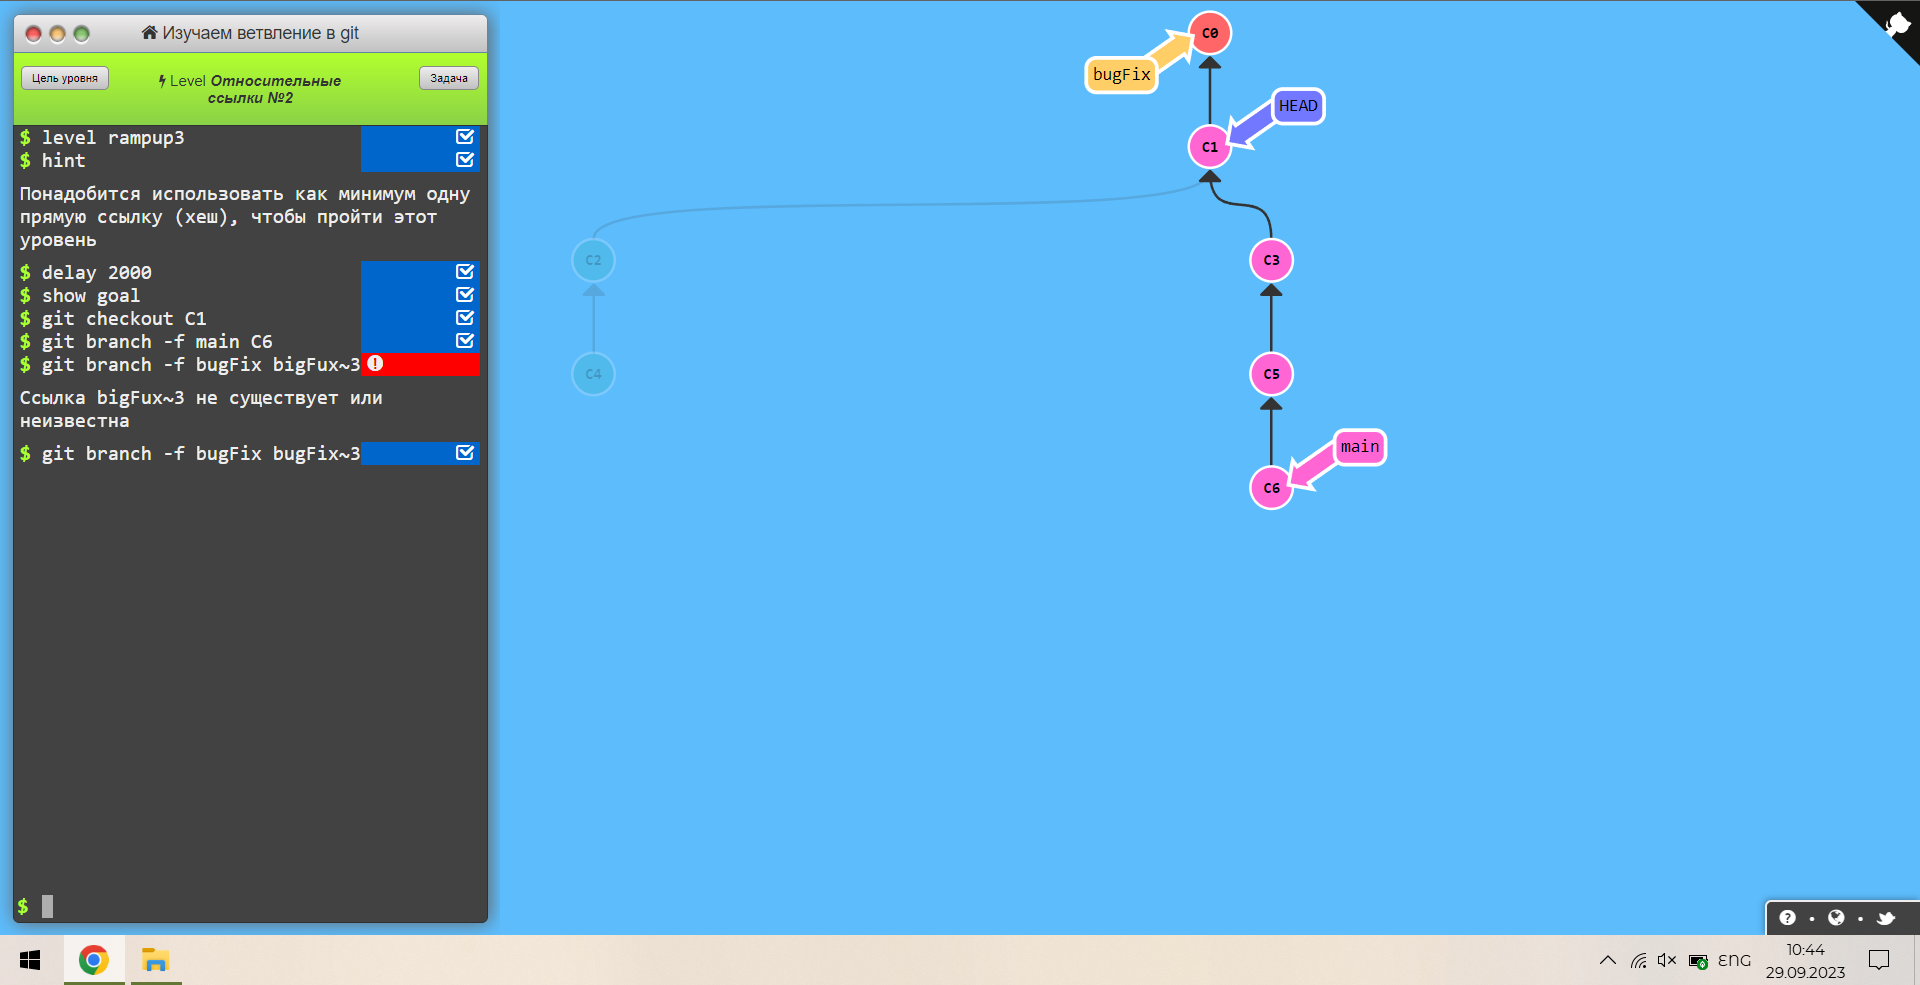 Изучаем ветвление в git
Цель уровня
Level Относительные
ссылки №2
Задача
$ level rampup3
$ hint
Понадобится использовать как минимум одну
прямую ссылку (хеш), чтобы пройти этот
уровень
$ delay 2000
$ show goal
$ git checkout C1
$ git branch -f main C6
$ git branch -f bugFix bigFux~3
Ссылка bigFux~3 не существует или
неизвестна
$ git branch -f bugFix bugFix~3
$
C0
bugFix
HEAD
C1
C2
C3
C4
C5
main
C6
ENG
10:44
29.09.2023